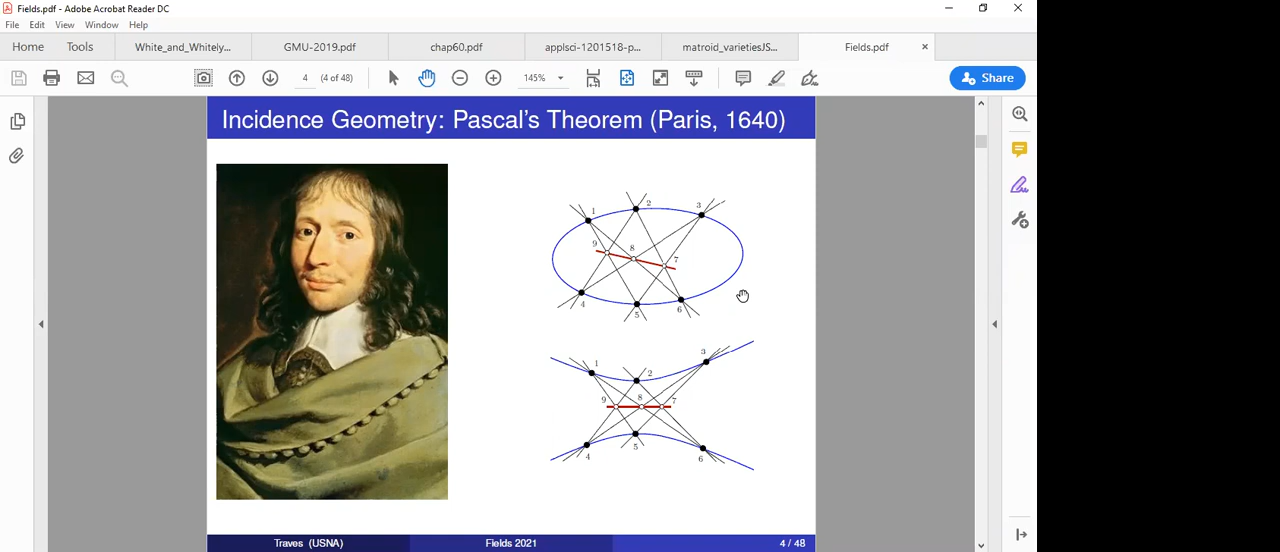 Fields.pdf - Adobe Acrobat Reader DC
File Edit View Window Help
Home Tools White_and_Whitely,... GMU-2019.pdf chap60.pdf applsci-1201518-p... matroid_varietiesJS... Fields.pdf ×
4 (4 of 48) 145% Share
Incidence Geometry: Pascal's Theorem (Paris, 1640)
1 2 3
9 8 7
4 5 6
1 2 3
9 8 7
4 5 6
Traves (USNA) Fields 2021 4 / 48